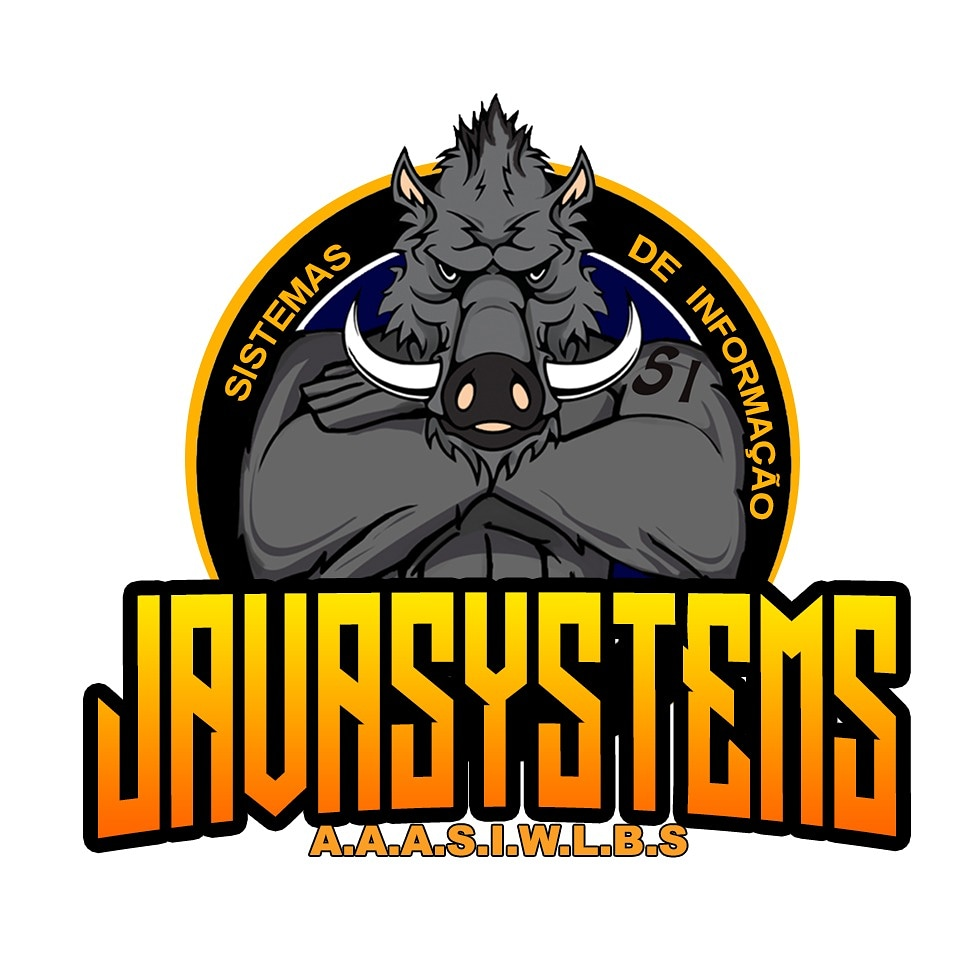 SISTEMAS DE INFORMAÇÃO
SI
JAVASYSTEMS
A.A.A.S.I.W.L.B.S